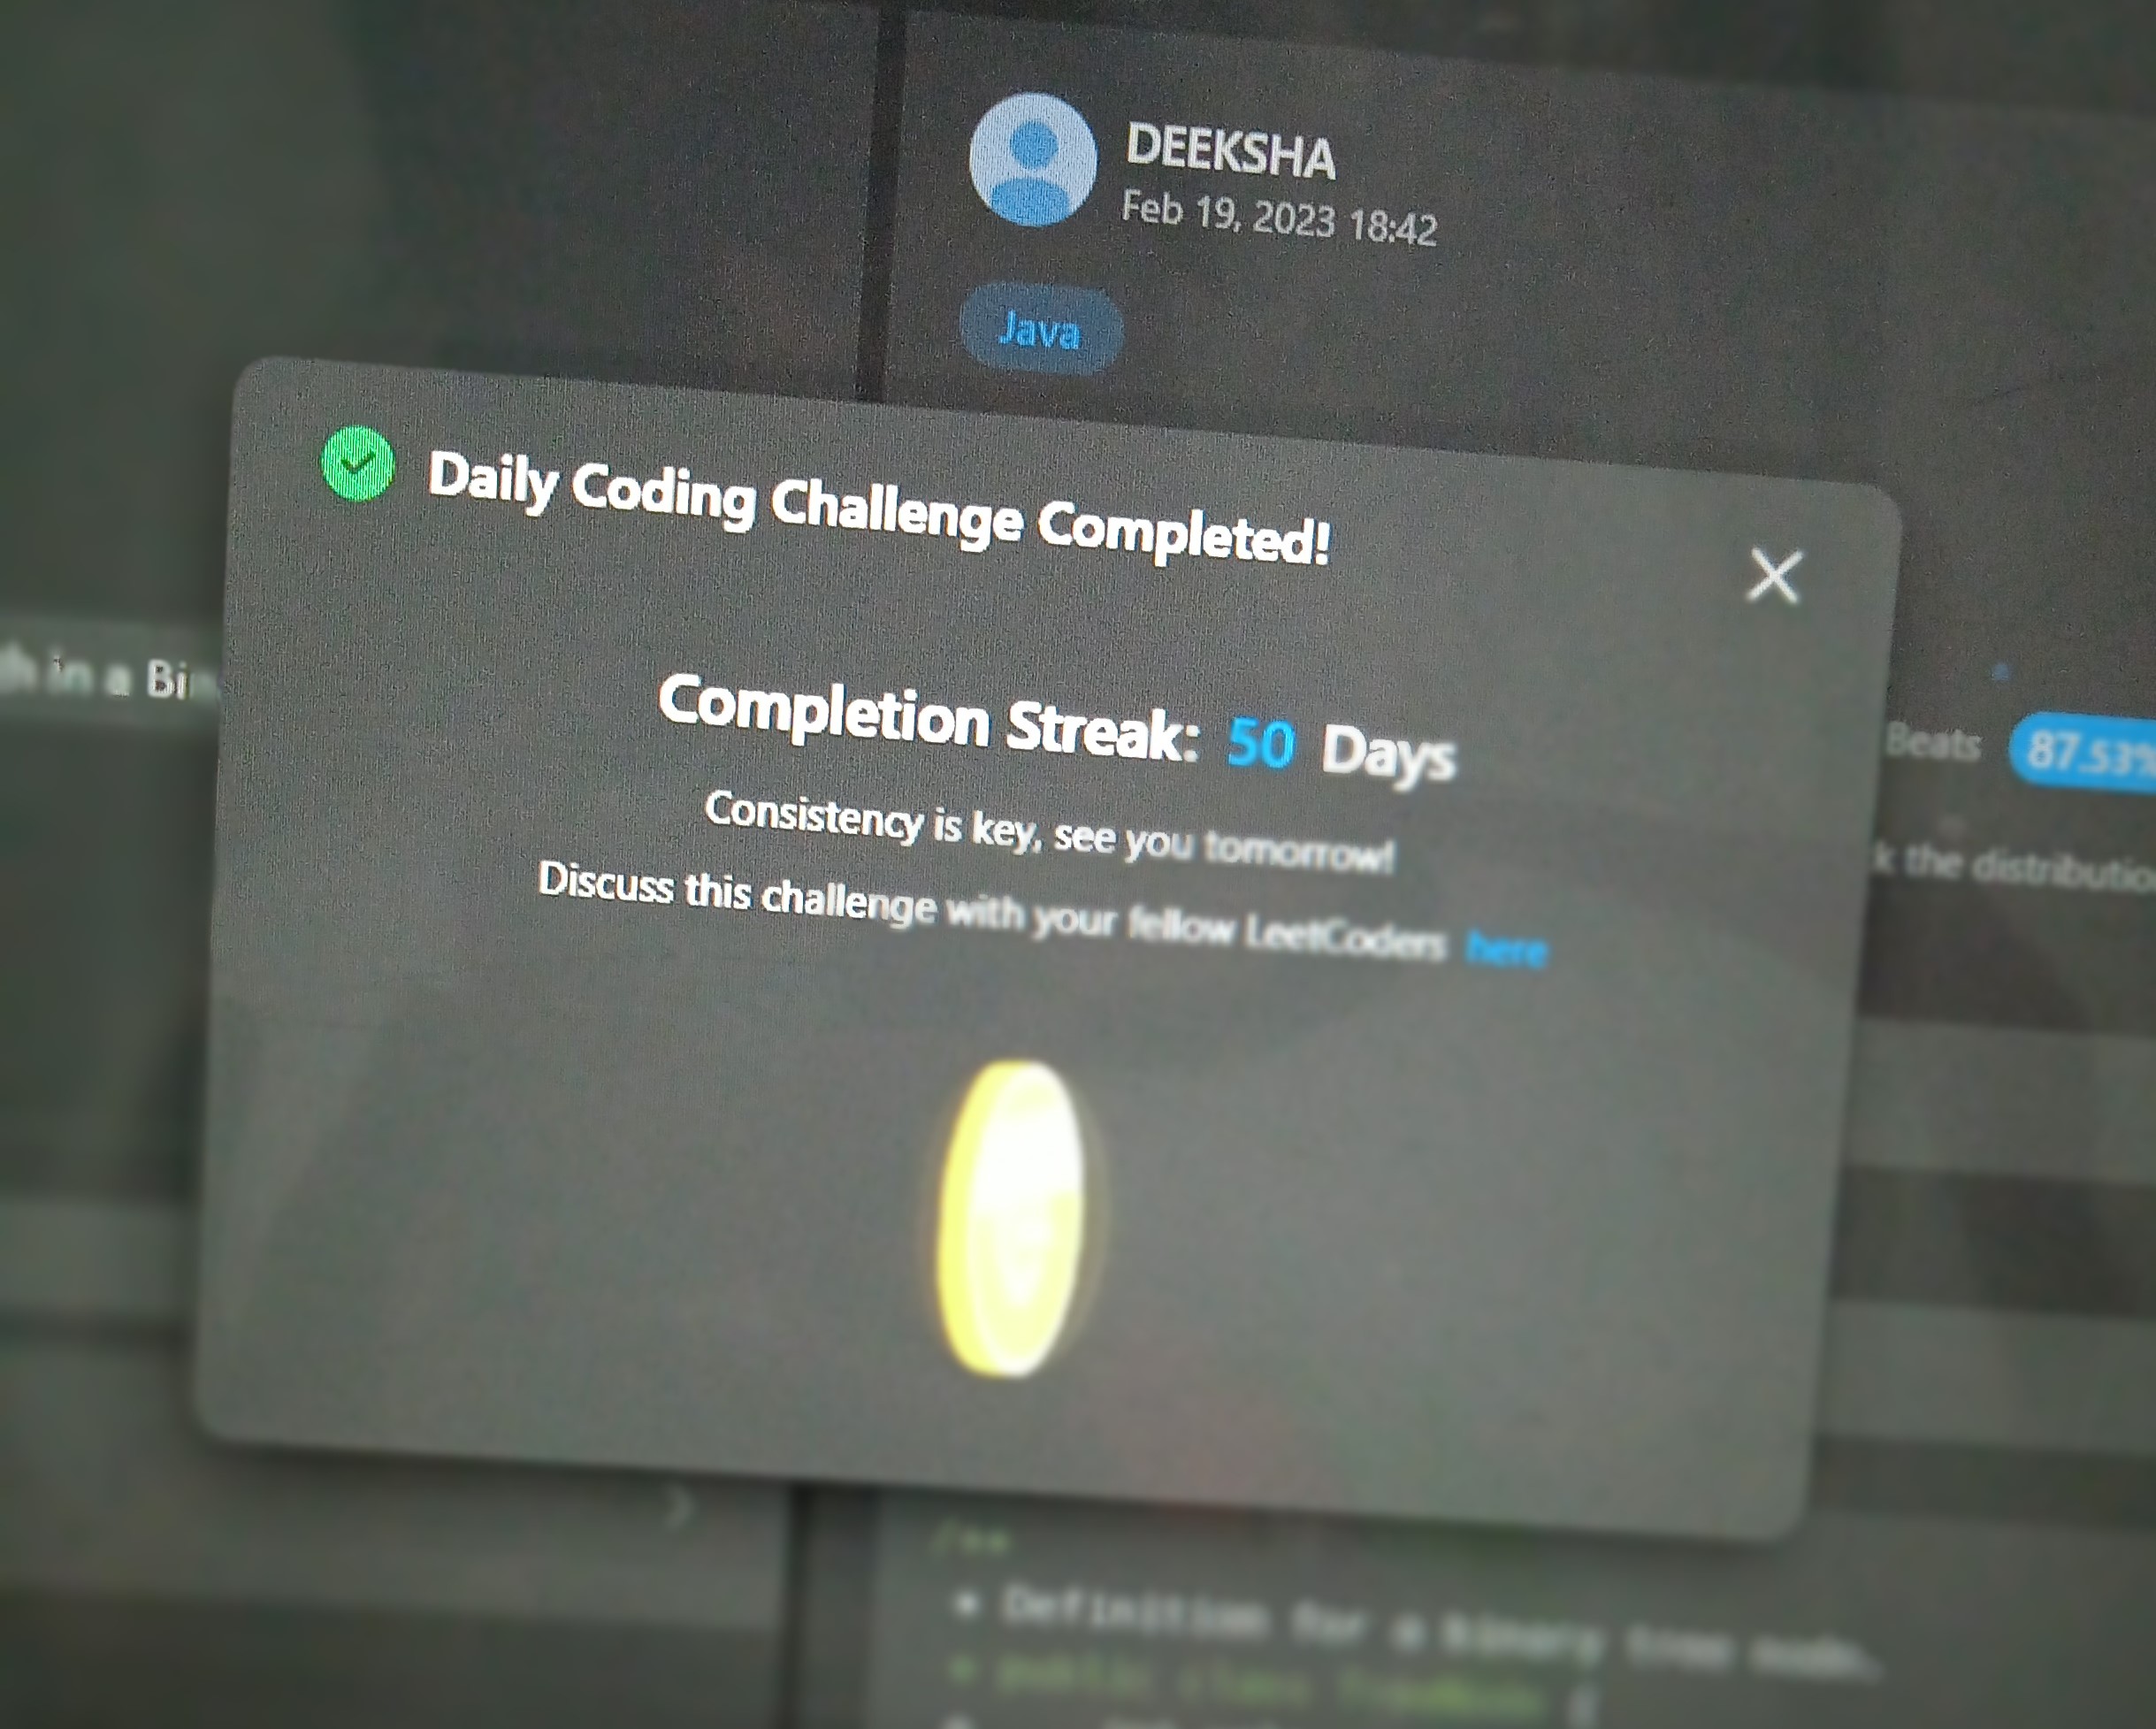 DEEKSHA
Feb 19, 2023 18:42
Java
Daily Coding Challenge Completed!
in a Bin
Completion Streak: 50 Days
Beats 87.53%
Consistency is key, see you tomorrow!
k the distributio
Discuss this challenge with your fellow LeetCoders here
/**
* Definition for a binary tree node.
* public class TreeNode {